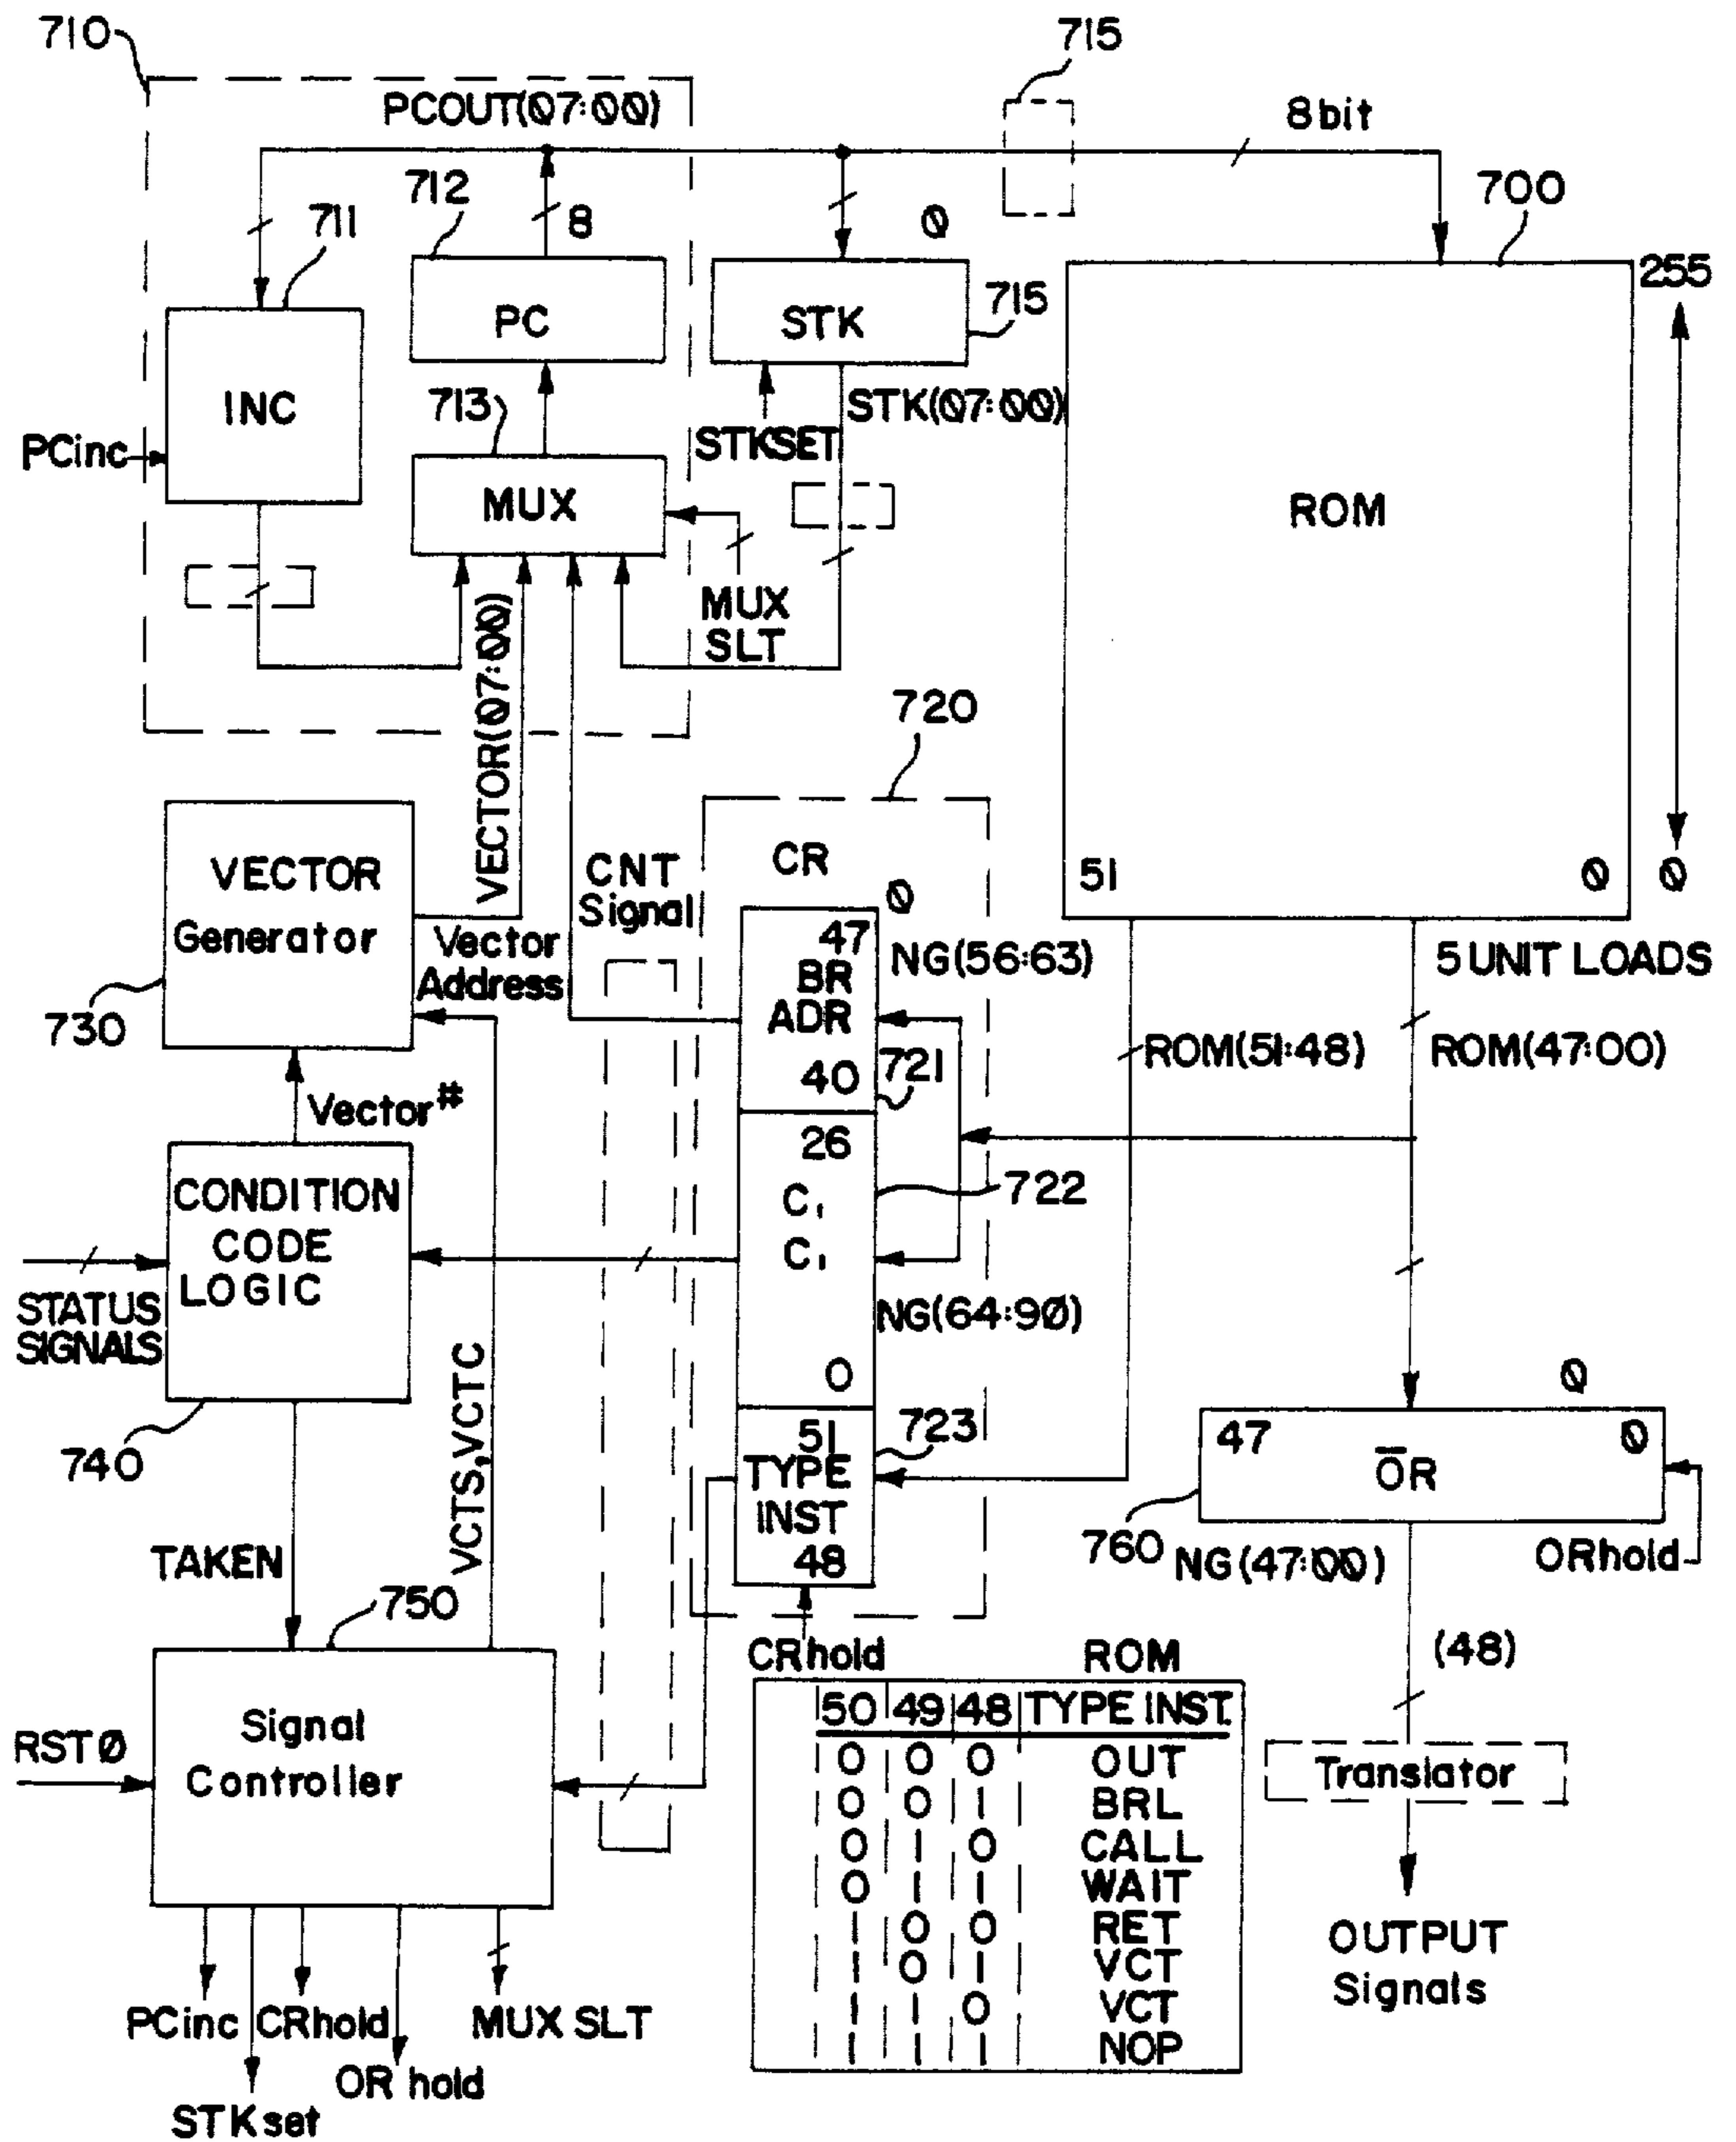 710
715
PCOUT(07:00)
8bit
712
700
711
8
0
255
PC
STK
715
INC
713
STK(07:00)
PCinc
STKSET
MUX
ROM
MUX
SLT
VECTOR(07:00)
720
VECTOR
Generator
CNT
Signal
CR
0
51
0
0
Vector
Address
47
BR
ADR
40
NG(56:63)
5 UNIT LOADS
730
721
ROM(51:48)
ROM(47:00)
Vector#
26
C,
C,
0
722
CONDITION
CODE
LOGIC
STATUS
SIGNALS
NG(64:90)
0
740
VCTS,VCTC
51
TYPE
INST
48
723
47
0
OR
760
NG(47:00)
ORhold
TAKEN
750
CRhold
ROM
(48)
50 49 48 TYPE INST.
0 0 0 OUT
0 0 1 BRL
0 1 0 CALL
0 1 1 WAIT
1 0 0 RET
1 0 1 VCT
1 1 0 VCT
1 1 1 NOP
RST0
Signal
Controller
Translator
PCinc
CRhold
MUX SLT
OR hold
STKset
OUTPUT
Signals